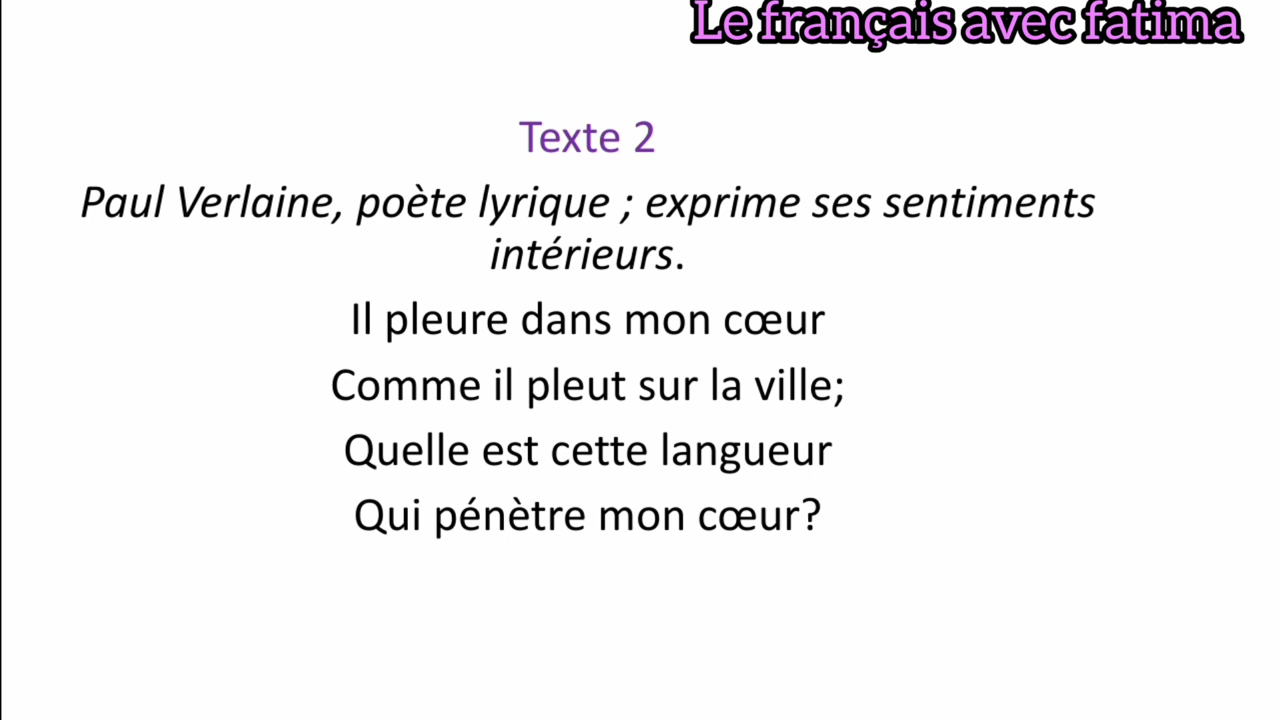 Le français avec fatima
Texte 2
Paul Verlaine, poète lyrique ; exprime ses sentiments
intérieurs.
Il pleure dans mon cœur
Comme il pleut sur la ville;
Quelle est cette langueur
Qui pénètre mon cœur?